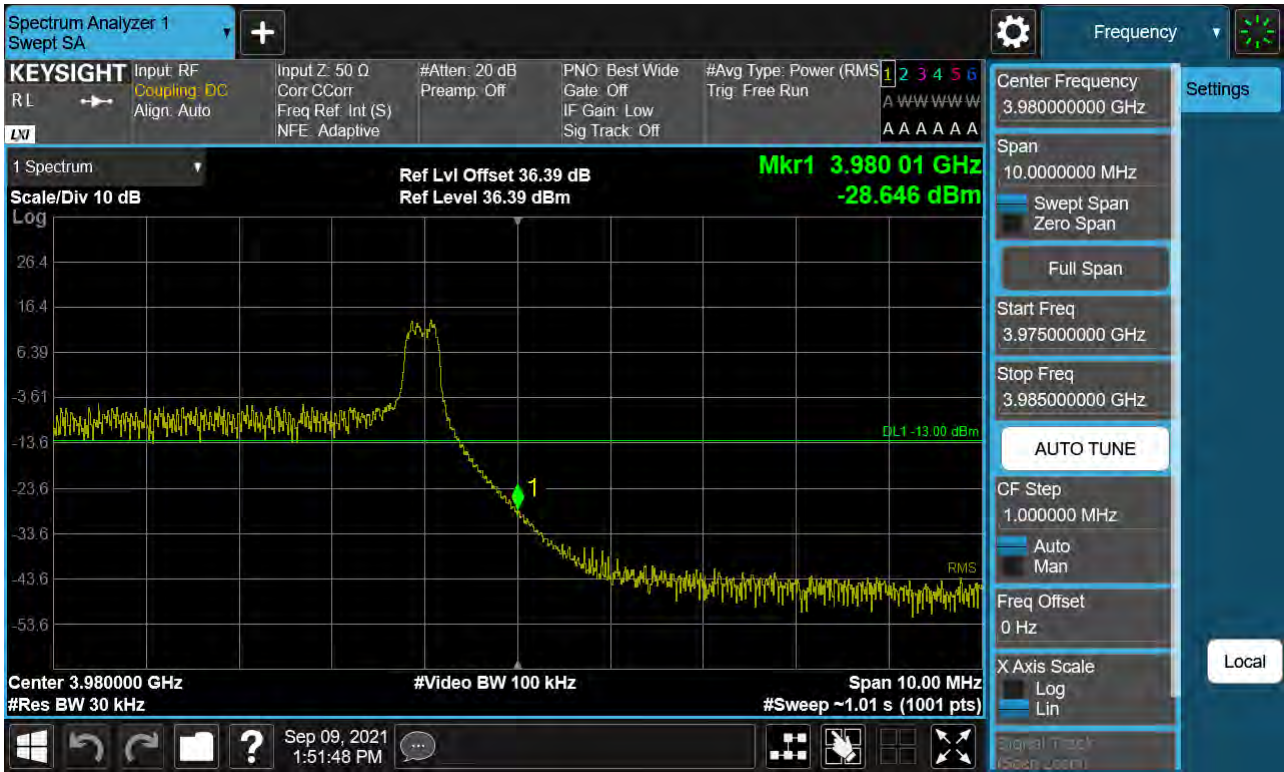 Spectrum Analyzer 1
Swept SA
+
Frequency
KEYSIGHT
RL
LXI
Input: RF
Coupling: DC
Align: Auto
Input Z: 50 Ω
Corr CCorr
Freq Ref: Int (S)
NFE: Adaptive
#Atten: 20 dB
Preamp: Off
PNO: Best Wide
Gate: Off
IF Gain: Low
Sig Track: Off
#Avg Type: Power (RMS
Trig: Free Run
1 2 3 4 5 6
A W W W W W
A A A A A A
1 Spectrum
Scale/Div 10 dB
Log
Ref Lvl Offset 36.39 dB
Ref Level 36.39 dBm
Mkr1 3.980 01 GHz
-28.646 dBm
26.4
16.4
6.39
-3.61
-13.6
-23.6
-33.6
-43.6
-53.6
DL1 -13.00 dBm
1
RMS
Center 3.980000 GHz
#Res BW 30 kHz
#Video BW 100 kHz
Span 10.00 MHz
#Sweep ~1.01 s (1001 pts)
Center Frequency
3.980000000 GHz
Span
10.0000000 MHz
Swept Span
Zero Span
Full Span
Start Freq
3.975000000 GHz
Stop Freq
3.985000000 GHz
AUTO TUNE
CF Step
1.000000 MHz
Auto
Man
Freq Offset
0 Hz
X Axis Scale
Log
Lin
Signal Track
(Span Zoom)
Settings
Local
?
Sep 09, 2021
1:51:48 PM